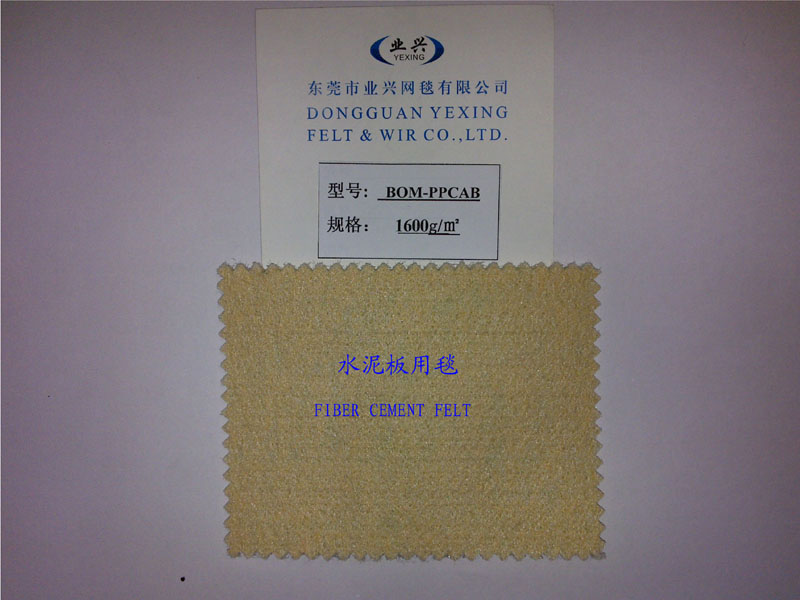 业兴
YEXING
东莞市业兴网毯有限公司
DONGGUAN YEXING
FELT & WIR CO.,LTD.
型号: BOM-PPCAB
规格: 1600g/㎡
水泥板用毯
FIBER CEMENT FELT